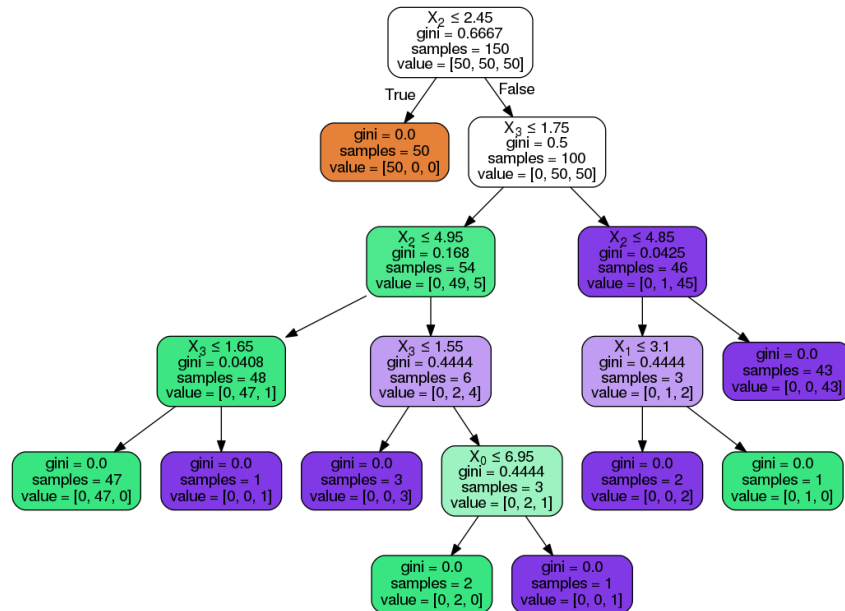 X2 ≤ 2.45
gini = 0.6667
samples = 150
value = [50, 50, 50]
True
False
gini = 0.0
samples = 50
value = [50, 0, 0]
X3 ≤ 1.75
gini = 0.5
samples = 100
value = [0, 50, 50]
X2 ≤ 4.95
gini = 0.168
samples = 54
value = [0, 49, 5]
X2 ≤ 4.85
gini = 0.0425
samples = 46
value = [0, 1, 45]
X3 ≤ 1.65
gini = 0.0408
samples = 48
value = [0, 47, 1]
X3 ≤ 1.55
gini = 0.4444
samples = 6
value = [0, 2, 4]
X1 ≤ 3.1
gini = 0.4444
samples = 3
value = [0, 1, 2]
gini = 0.0
samples = 43
value = [0, 0, 43]
gini = 0.0
samples = 47
value = [0, 47, 0]
gini = 0.0
samples = 1
value = [0, 0, 1]
gini = 0.0
samples = 3
value = [0, 0, 3]
X0 ≤ 6.95
gini = 0.4444
samples = 3
value = [0, 2, 1]
gini = 0.0
samples = 2
value = [0, 0, 2]
gini = 0.0
samples = 1
value = [0, 1, 0]
gini = 0.0
samples = 2
value = [0, 2, 0]
gini = 0.0
samples = 1
value = [0, 0, 1]